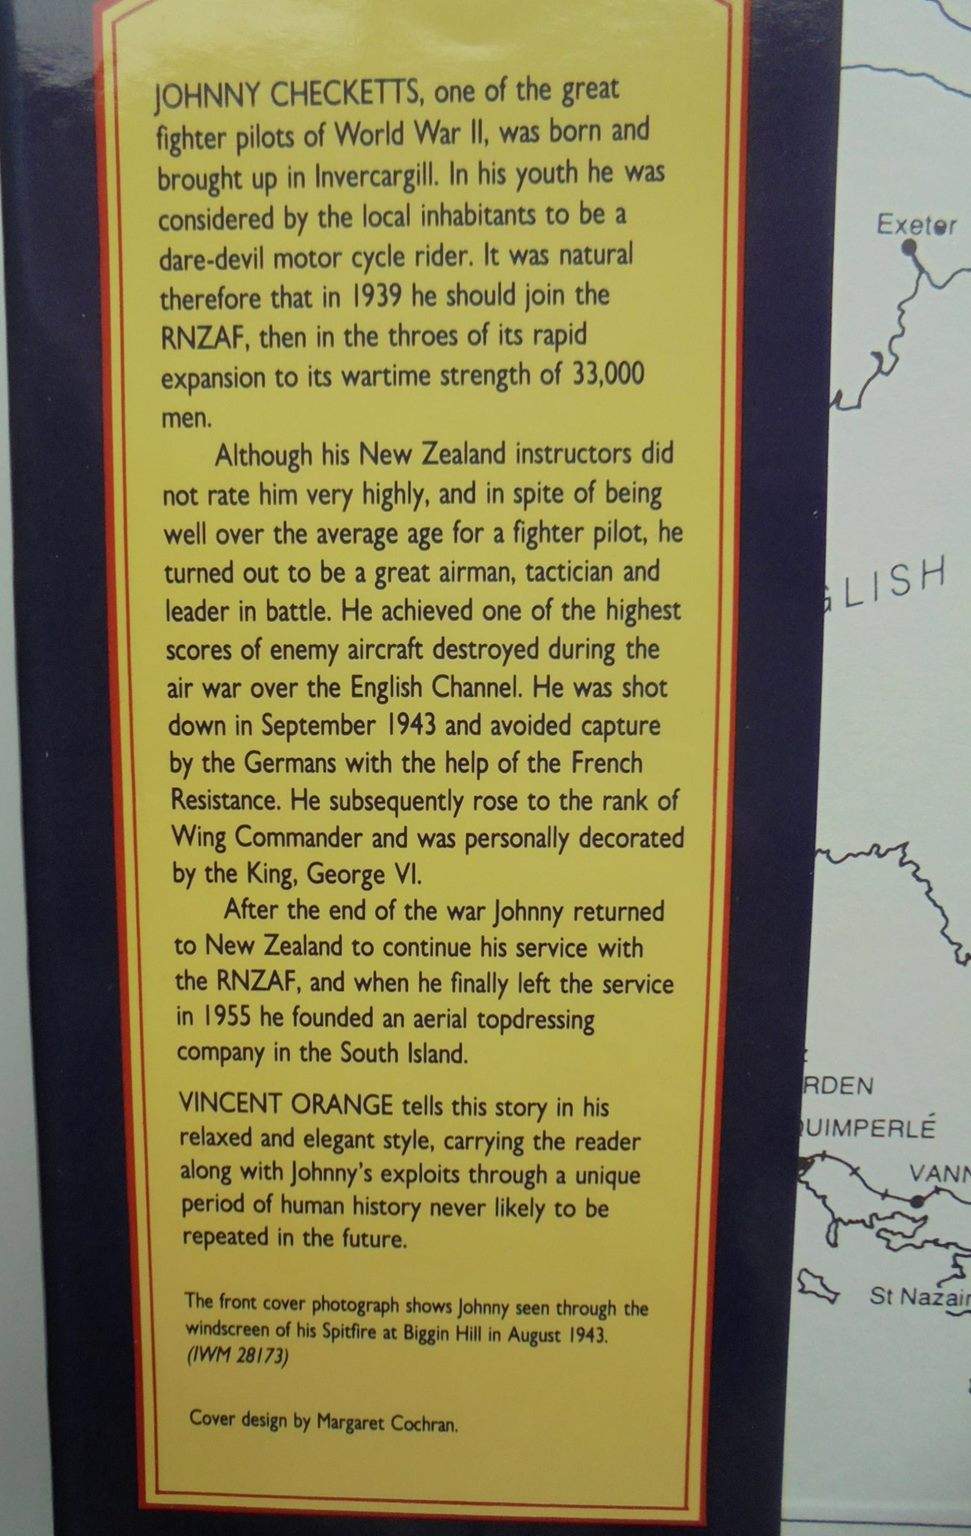 JOHNNY CHECKETTS, one of the great
fighter pilots of World War II, was born and
brought up in Invercargill. In his youth he was
considered by the local inhabitants to be a
dare-devil motor cycle rider. It was natural
therefore that in 1939 he should join the
RNZAF, then in the throes of its rapid
expansion to its wartime strength of 33,000
men.
Although his New Zealand instructors did
not rate him very highly, and in spite of being
well over the average age for a fighter pilot, he
turned out to be a great airman, tactician and
leader in battle. He achieved one of the highest
scores of enemy aircraft destroyed during the
air war over the English Channel. He was shot
down in September 1943 and avoided capture
by the Germans with the help of the French
Resistance. He subsequently rose to the rank of
Wing Commander and was personally decorated
by the King, George VI.
After the end of the war Johnny returned
to New Zealand to continue his service with
the RNZAF, and when he finally left the service
in 1955 he founded an aerial topdressing
company in the South Island.
VINCENT ORANGE tells this story in his
relaxed and elegant style, carrying the reader
along with Johnny's exploits through a unique
period of human history never likely to be
repeated in the future.
The front cover photograph shows Johnny seen through the
windscreen of his Spitfire at Biggin Hill in August 1943.
(IWM 28173)
Cover design by Margaret Cochran.
Exeter
GLISH
RDEN
UIMPERLÉ
VANN
St Nazair